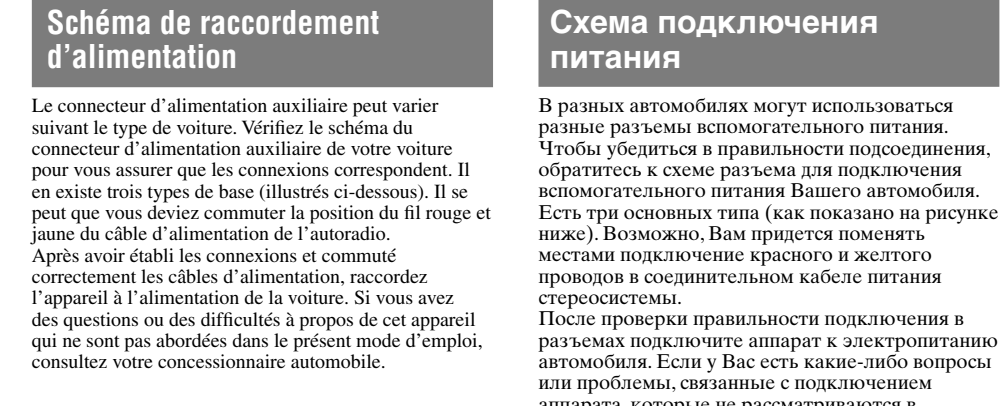 Schéma de raccordement
d’alimentation
Le connecteur d’alimentation auxiliaire peut varier
suivant le type de voiture. Vérifiez le schéma du
connecteur d’alimentation auxiliaire de votre voiture
pour vous assurer que les connexions correspondent. Il
en existe trois types de base (illustrés ci-dessous). Il se
peut que vous deviez commuter la position du fil rouge et
jaune du câble d’alimentation de l’autoradio.
Après avoir établi les connexions et commuté
correctement les câbles d’alimentation, raccordez
l’appareil à l’alimentation de la voiture. Si vous avez
des questions ou des difficultés à propos de cet appareil
qui ne sont pas abordées dans le présent mode d’emploi,
consultez votre concessionnaire automobile.
Схема подключения
питания
В разных автомобилях могут использоваться
разные разъемы вспомогательного питания.
Чтобы убедиться в правильности подсоединения,
обратитесь к схеме разъема для подключения
вспомогательного питания Вашего автомобиля.
Есть три основных типа (как показано на рисунке
ниже). Возможно, Вам придется поменять
местами подключение красного и желтого
проводов в соединительном кабеле питания
стереосистемы.
После проверки правильности подключения в
разъемах подключите аппарат к электропитанию
автомобиля. Если у Вас есть какие-либо вопросы
или проблемы, связанные с подключением
аппарата, которые не рассматриваются в